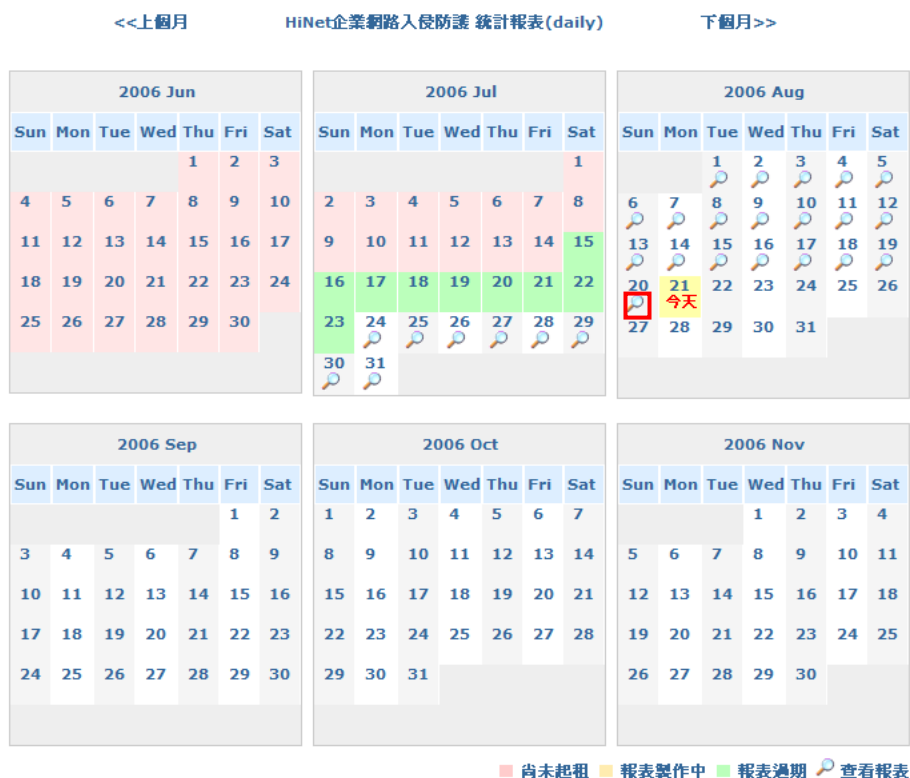 <<上個月 HiNet企業網路入侵防護 統計報表(daily) 下個月>>
2006 Jun 2006 Jul 2006 Aug
Sun Mon Tue Wed Thu Fri Sat Sun Mon Tue Wed Thu Fri Sat Sun Mon Tue Wed Thu Fri Sat
1 2 3 1 1 2 3 4 5
4 5 6 7 8 9 10 2 3 4 5 6 7 8 6 7 8 9 10 11 12
11 12 13 14 15 16 17 9 10 11 12 13 14 15 13 14 15 16 17 18 19
18 19 20 21 22 23 24 16 17 18 19 20 21 22 20 21 22 23 24 25 26
今天
25 26 27 28 29 30 23 24 25 26 27 28 29 27 28 29 30 31
30 31
2006 Sep 2006 Oct 2006 Nov
Sun Mon Tue Wed Thu Fri Sat Sun Mon Tue Wed Thu Fri Sat Sun Mon Tue Wed Thu Fri Sat
1 2 1 2 3 4 5 6 7 1 2 3 4
3 4 5 6 7 8 9 8 9 10 11 12 13 14 5 6 7 8 9 10 11
10 11 12 13 14 15 16 15 16 17 18 19 20 21 12 13 14 15 16 17 18
17 18 19 20 21 22 23 22 23 24 25 26 27 28 19 20 21 22 23 24 25
24 25 26 27 28 29 30 29 30 31 26 27 28 29 30
尚未起租 報表製作中 報表過期 查看報表